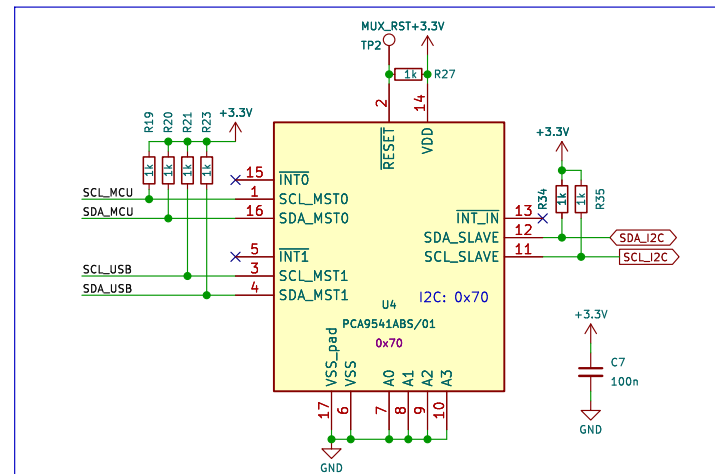 MUX_RST +3.3V
TP2
1k R27
2
14
RESET
VDD
R19
R20
R21
R23
+3.3V
1k
1k
1k
1k
SCL_MCU
SDA_MCU
SCL_USB
SDA_USB
15
1
16
5
3
4
INT0
SCL_MST0
SDA_MST0
INT1
SCL_MST1
SDA_MST1
INT_IN
SDA_SLAVE
SCL_SLAVE
13
12
11
+3.3V
R34
1k
1k
R35
SDA_I2C
SCL_I2C
I2C: 0x70
U4
PCA9541ABS/01
0x70
VSS_pad
VSS
A0
A1
A2
A3
17
6
7
8
9
10
GND
+3.3V
C7
100n
GND